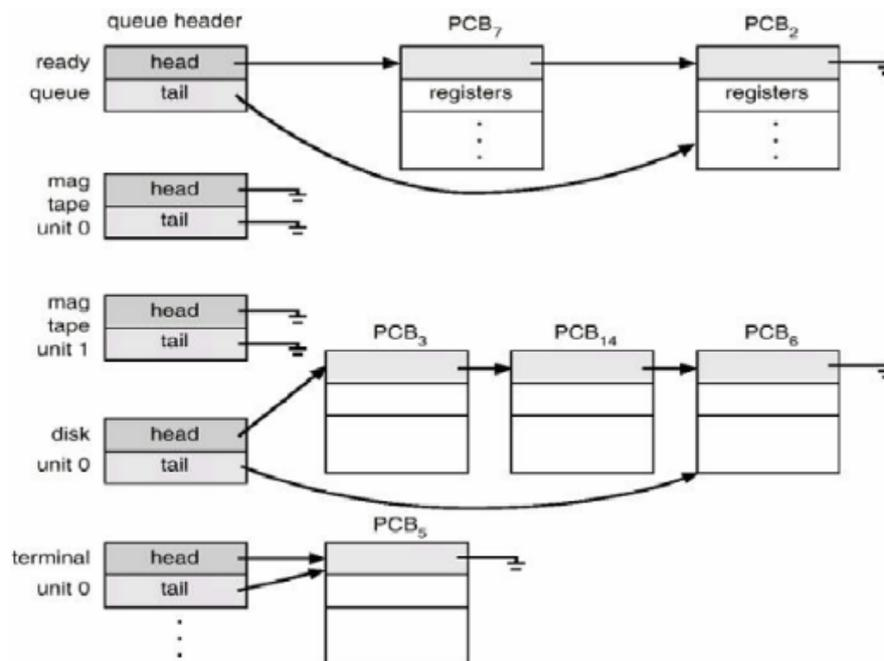 queue header PCB7 PCB2
ready head
queue tail registers registers
mag
tape head
unit 0 tail
mag
tape head
unit 1 tail
PCB3 PCB14 PCB6
disk head
unit 0 tail
PCB5
terminal head
unit 0 tail